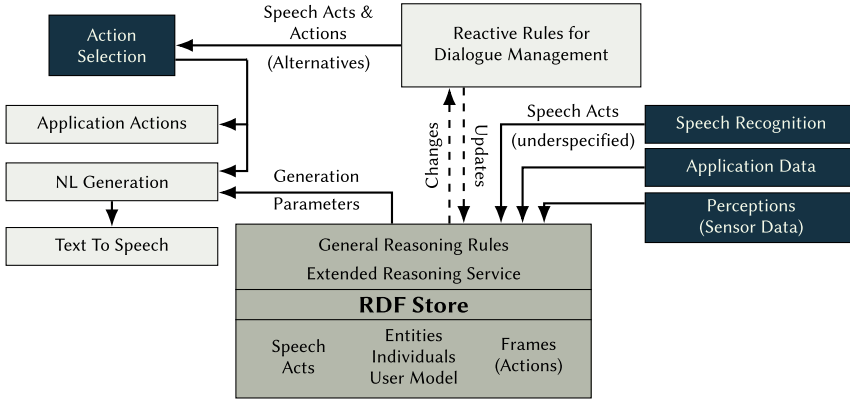 Action
Selection
Speech Acts &
Actions
(Alternatives)
Reactive Rules for
Dialogue Management
Application Actions
NL Generation
Text To Speech
Generation
Parameters
Changes
Updates
Speech Acts
(underspecified)
Speech Recognition
Application Data
Perceptions
(Sensor Data)
General Reasoning Rules
Extended Reasoning Service
RDF Store
Speech
Acts
Entities
Individuals
User Model
Frames
(Actions)